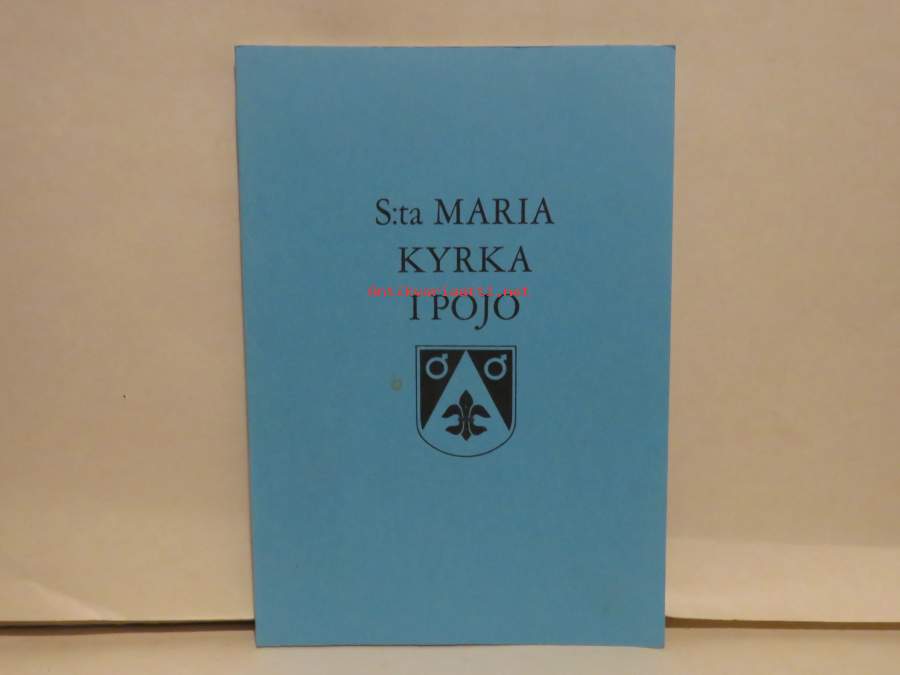 S:ta MARIA
KYRKA
Antikvariaatti.net
I POJO